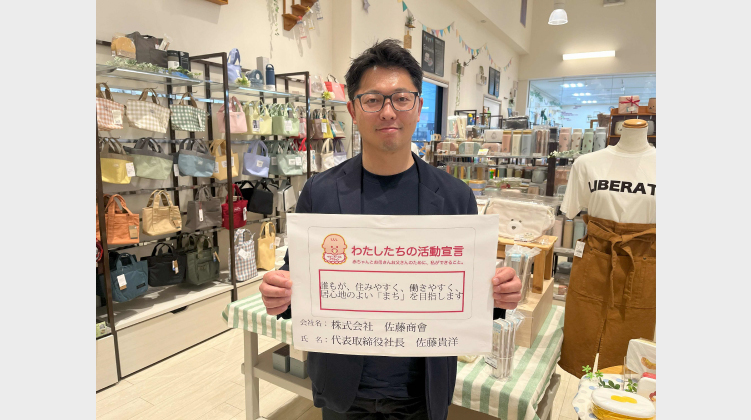 わたしたちの活動宣言
赤ちゃんとお母さんお父さんのために、私ができること。
誰もが、住みやすく、働きやすく、
居心地のよい「まち」を目指します
会社名：株式会社　佐藤商會
氏　名：代表取締役社長　佐藤貴洋
LIBERAT